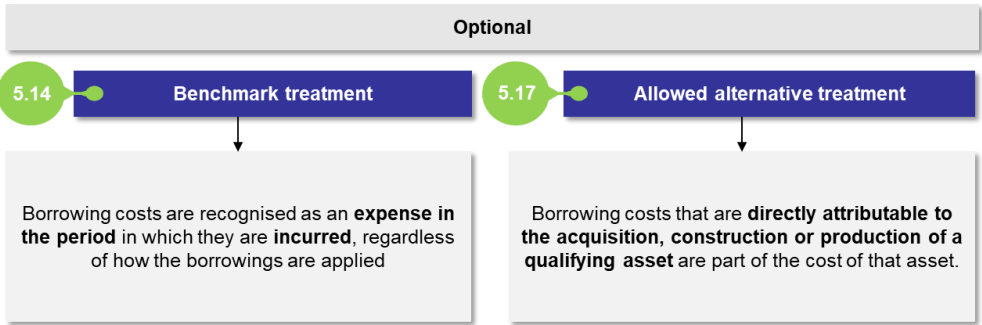 Optional
5.14
Benchmark treatment
5.17
Allowed alternative treatment
Borrowing costs are recognised as an expense in
the period in which they are incurred, regardless
of how the borrowings are applied
Borrowing costs that are directly attributable to
the acquisition, construction or production of a
qualifying asset are part of the cost of that asset.